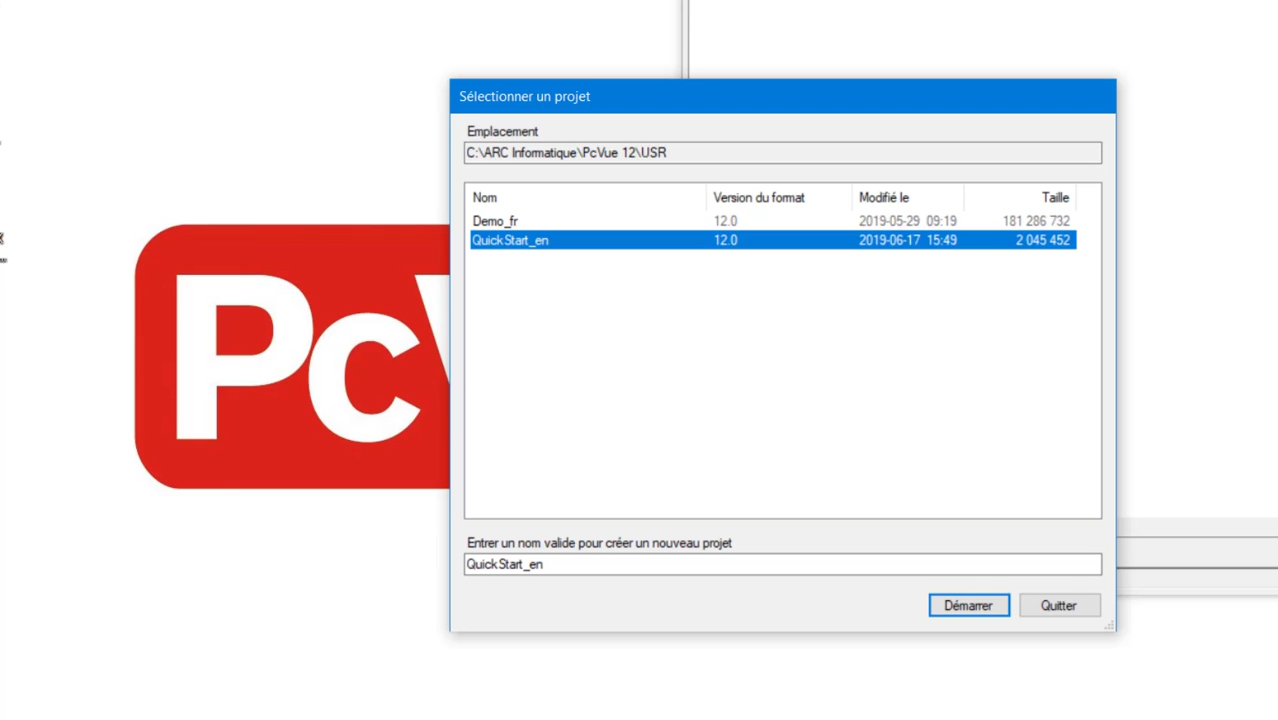 Sélectionner un projet
Emplacement
C:\ARC Informatique\PcVue 12\USR
Nom Version du format Modifié le Taille
Demo_fr 12.0 2019-05-29 09:19 181 286 732
QuickStart_en 12.0 2019-06-17 15:49 2 045 452
Pc
Entrer un nom valide pour créer un nouveau projet
QuickStart_en
Démarrer Quitter